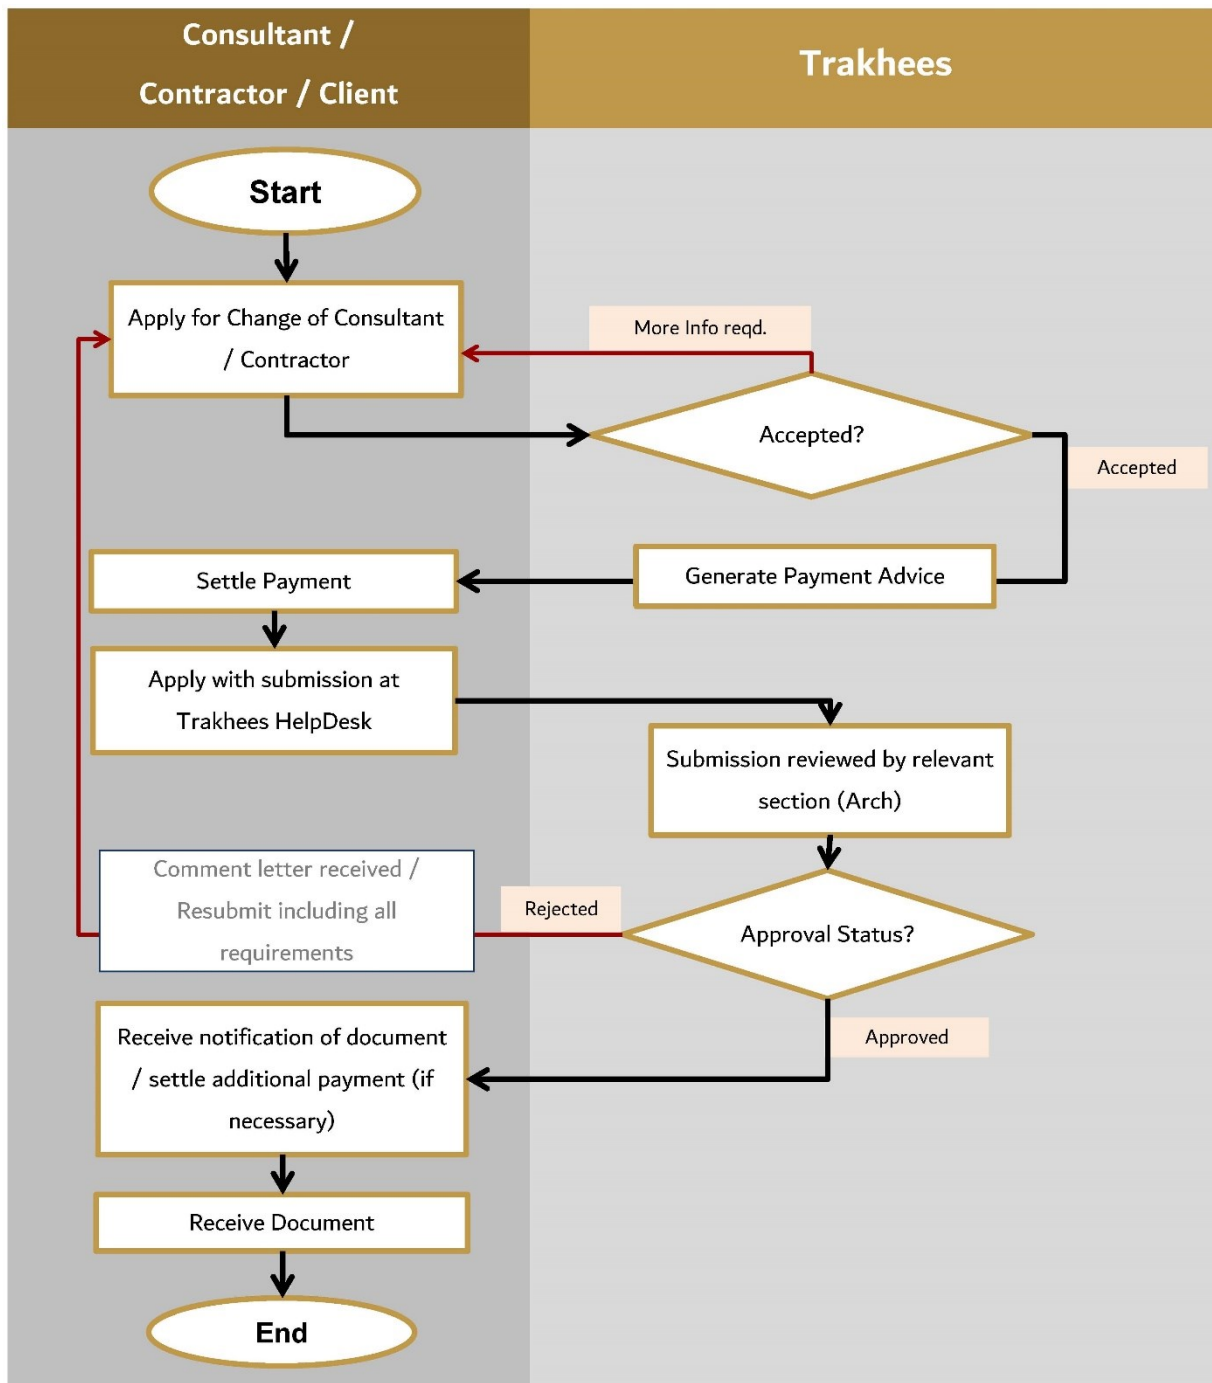 Consultant /
Contractor / Client
Trakhees
Start
Apply for Change of Consultant
/ Contractor
More Info reqd.
Accepted?
Accepted
Generate Payment Advice
Settle Payment
Apply with submission at
Trakhees HelpDesk
Submission reviewed by relevant
section (Arch)
Comment letter received /
Resubmit including all
requirements
Rejected
Approval Status?
Approved
Receive notification of document
/ settle additional payment (if
necessary)
Receive Document
End